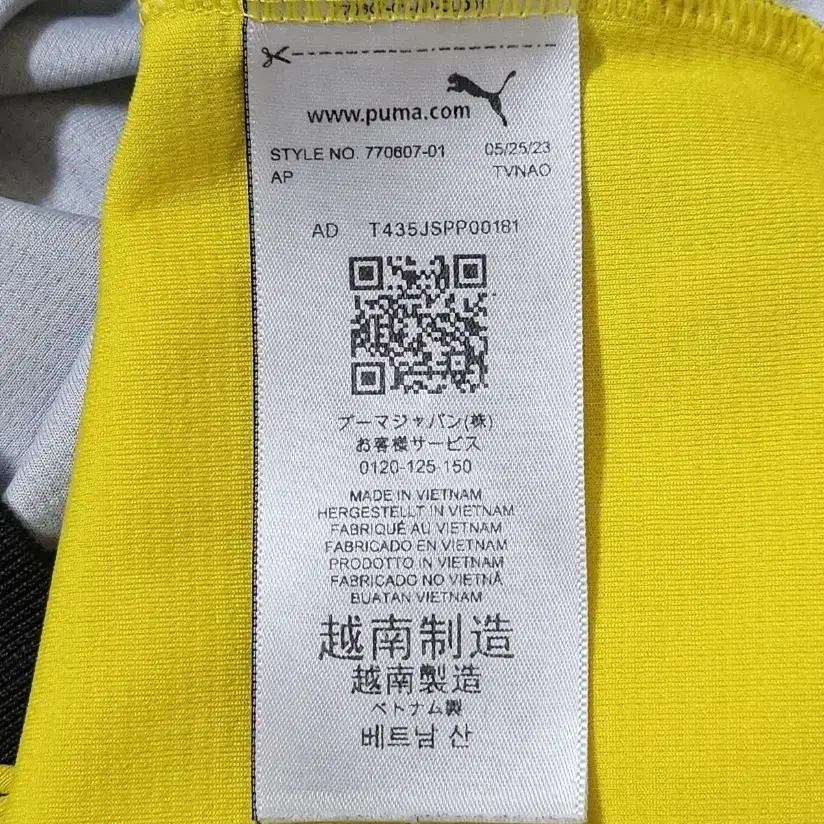 www.puma.com
STYLE NO. 770607-01 05/25/23
AP TVNAO
AD T435JSPP00181
プーマジャパン(株)
お客様サービス
0120-125-150
MADE IN VIETNAM
HERGESTELLT IN VIETNAM
FABRIQUÉ AU VIETNAM
FABRICADO EN VIETNAM
PRODOTTO IN VIETNAM
FABRICADO NO VIETNÃ
BUATAN VIETNAM
越南制造
越南製造
ベトナム製
베트남 산